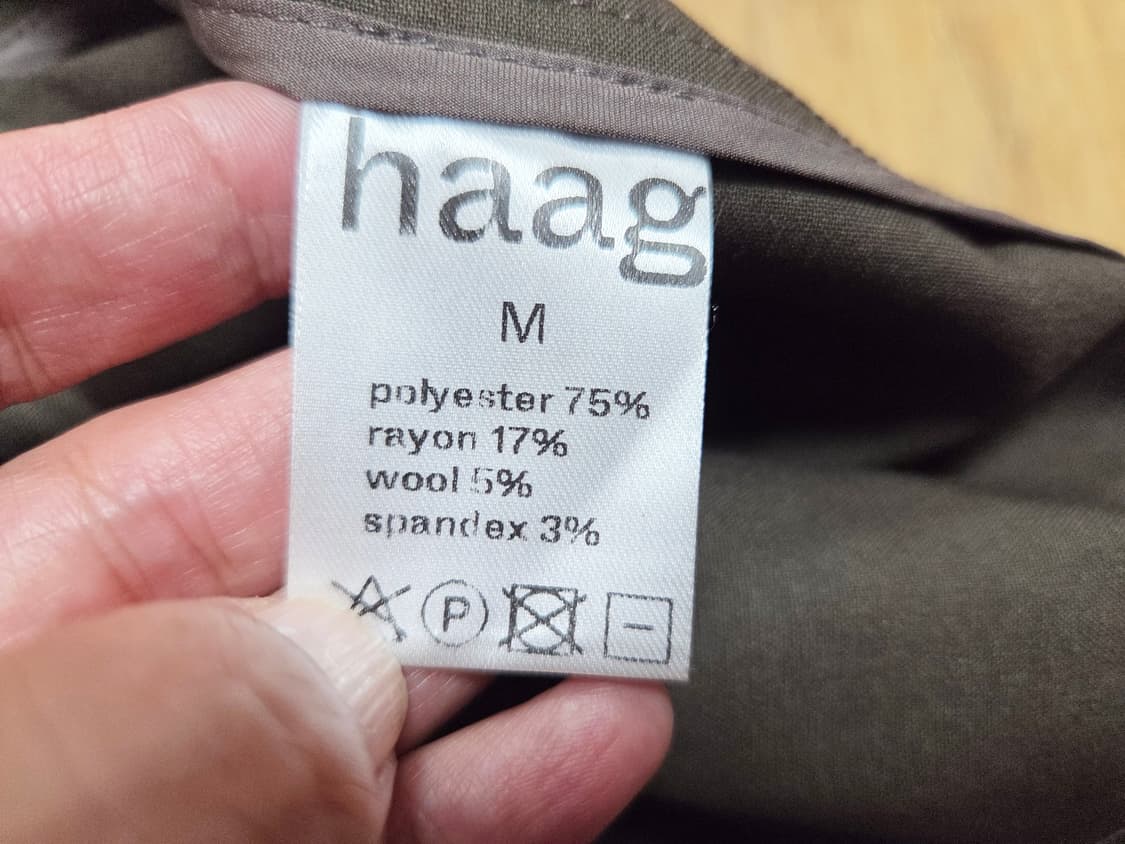 haag
M
polyester 75%
rayon 17%
wool 5%
spandex 3%
P